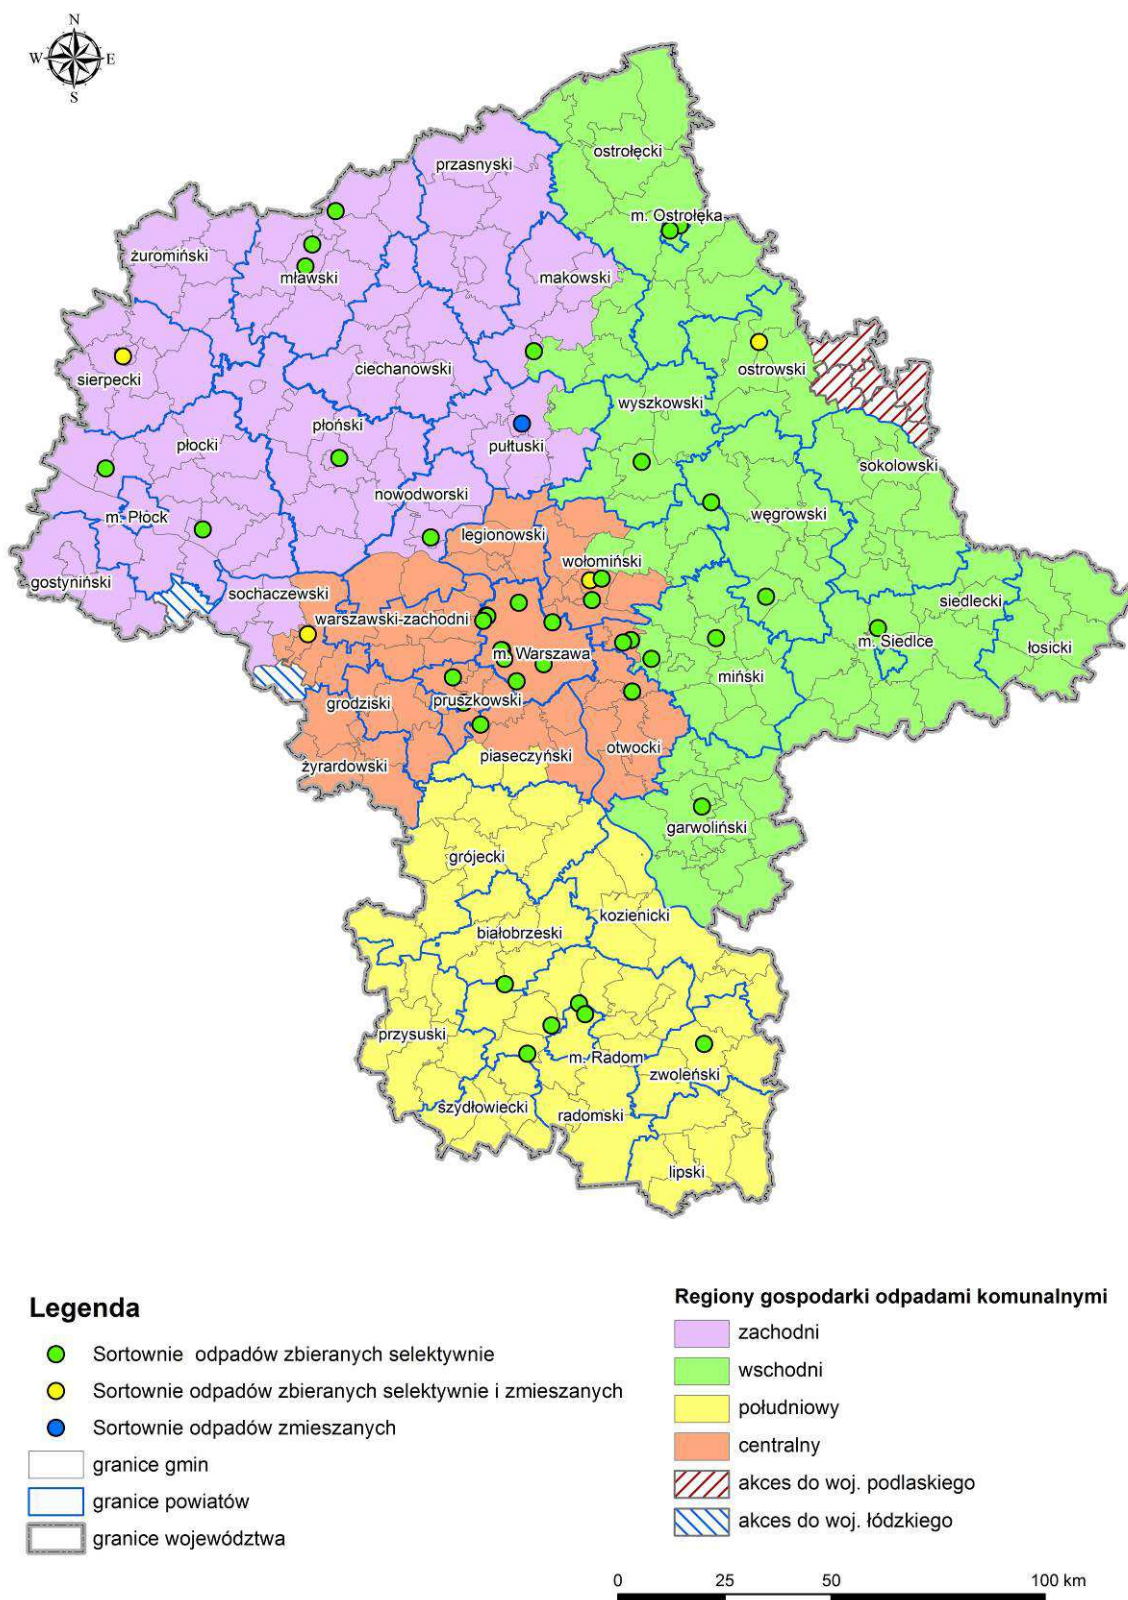 N
W
E
S
ostrołęcki
przasnyski
m. Ostrołęka
żuromiński
mławski
makowski
sierpecki
ciechanowski
ostrowski
wyszkowski
płoński
płocki
pułtuski
sokolowski
nowodworski
m. Płock
węgrowski
legionowski
wołomiński
gostyniński
sochaczewski
siedlecki
warszawski-zachodni
m. Siedlce
łosicki
m. Warszawa
miński
pruszkowski
grodziski
otwocki
piaseczyński
żyrardowski
garwoliński
grójecki
kozienicki
białobrzeski
przysuski
m. Radom
zwoleński
szydłowiecki
radomski
lipski
Legenda
Sortownie odpadów zbieranych selektywnie
Sortownie odpadów zbieranych selektywnie i zmieszanych
Sortownie odpadów zmieszanych
granice gmin
granice powiatów
granice województwa
Regiony gospodarki odpadami komunalnymi
zachodni
wschodni
południowy
centralny
akces do woj. podlaskiego
akces do woj. łódzkiego
0 25 50 100 km